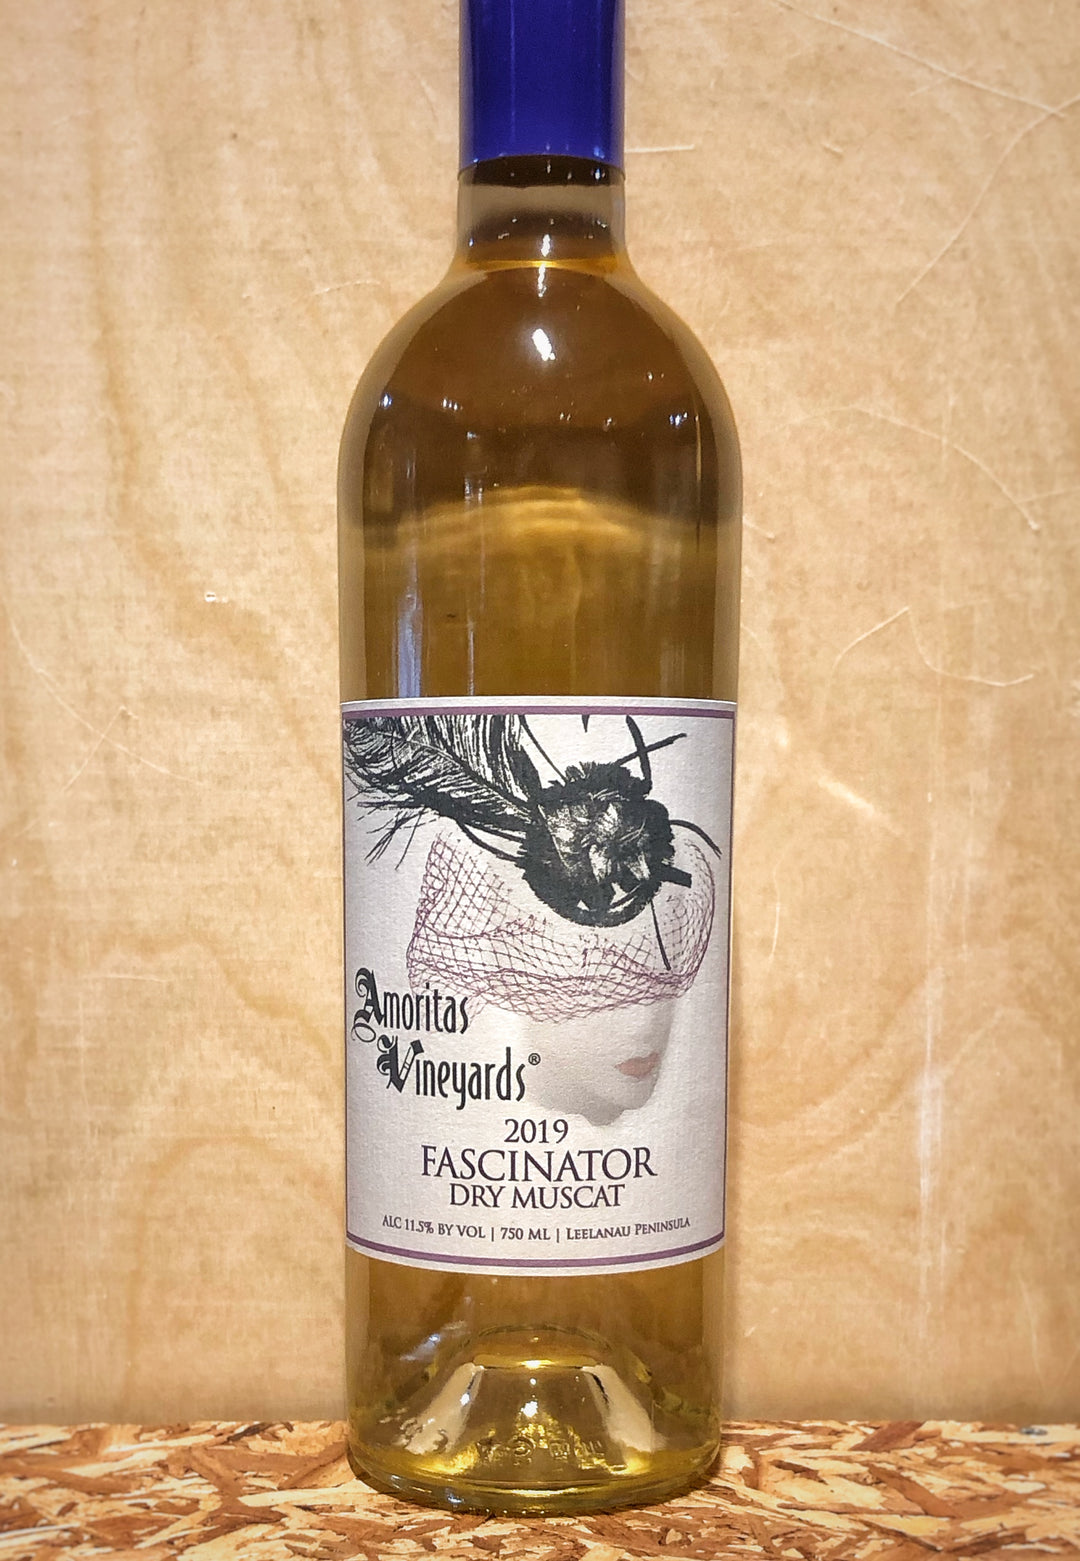 Amoritas
Vineyards®
2019
FASCINATOR
DRY MUSCAT
ALC 11.5% BY VOL | 750 ML | LEELANAU PENINSULA